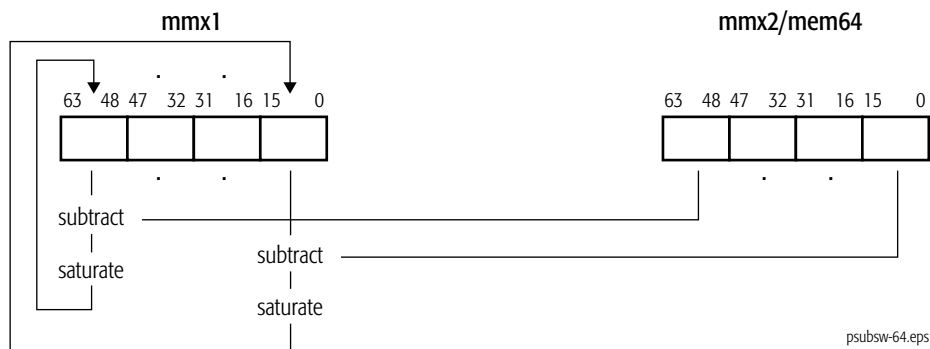 mmx1 mmx2/mem64
. .
63 48 47 32 31 16 15 0 63 48 47 32 31 16 15 0
. . . .
subtract
subtract
saturate
saturate
psubsw-64.eps